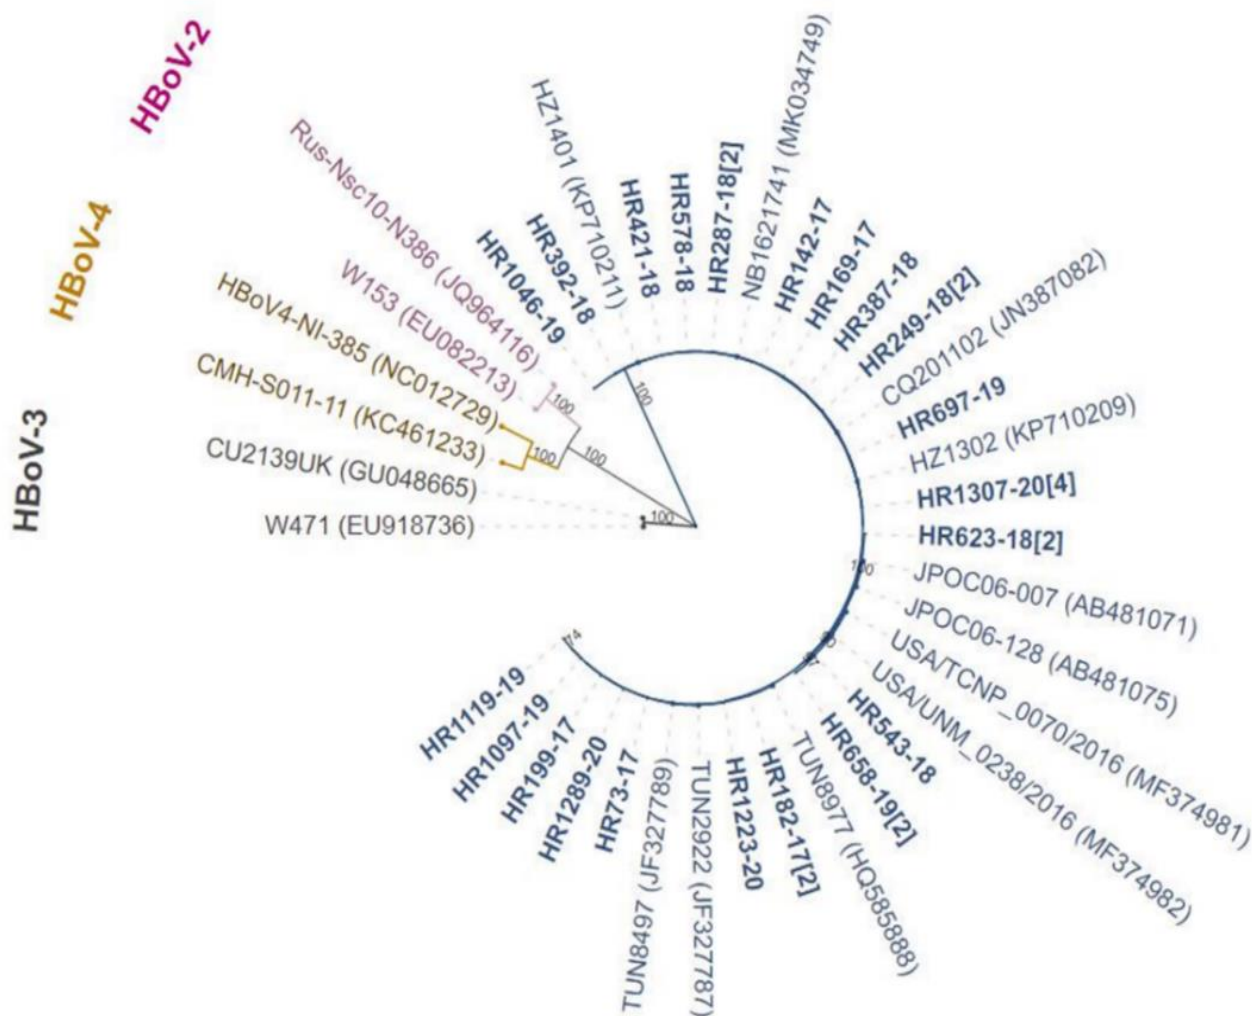 HBoV-2
HBoV-4
HBoV-3
W471 (EU918736)
CU2139UK (GU048665)
CMH-S011-11 (KC461233)
HBoV4-NI-385 (NC012729)
W153 (EU082213)
Rus-Nsc10-N386 (JQ964116)
HR1046-19
HR392-18
HZ1401 (KP710211)
HR421-18
HR578-18
HR287-18[2]
NB1621741 (MK034749)
HR142-17
HR169-17
HR387-18
HR249-18[2]
CQ201102 (JN387082)
HR697-19
HZ1302 (KP710209)
HR1307-20[4]
HR623-18[2]
JPOC06-007 (AB481071)
JPOC06-128 (AB481075)
USA/TCNP_0070/2016 (MF374981)
USA/UNM_0238/2016 (MF374982)
HR543-18
HR658-19[2]
TUN8977 (HQ585888)
HR182-17[2]
HR1223-20
TUN2922 (JF327787)
TUN8497 (JF327789)
HR73-17
HR1289-20
HR199-17
HR1097-19
HR1119-19
100
100
100
100
100
100
74